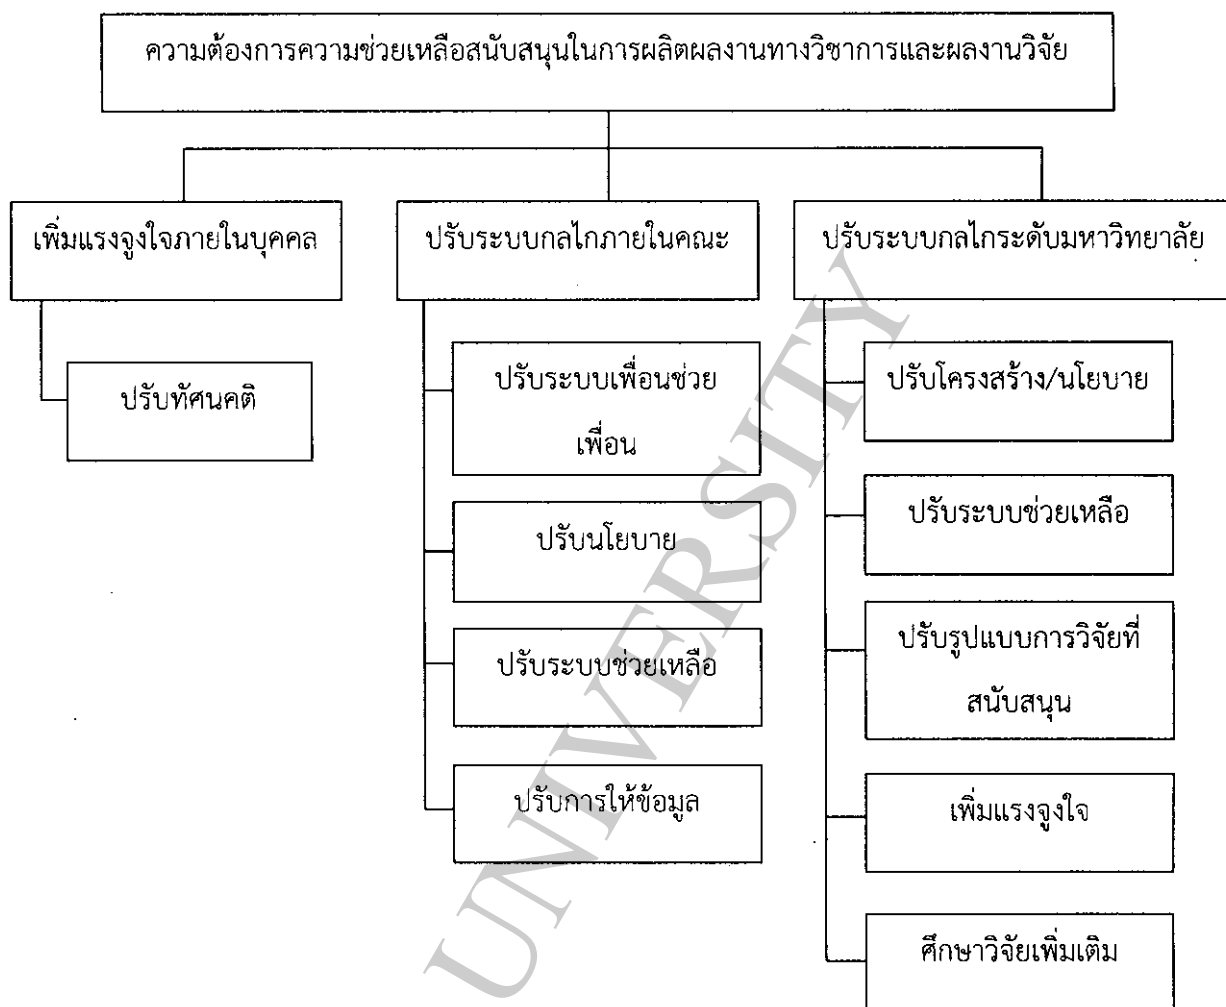 ความต้องการความช่วยเหลือสนับสนุนในการผลิตผลงานทางวิชาการและผลงานวิจัย
เพิ่มแรงจูงใจภายในบุคคล
ปรับทัศนคติ
ปรับระบบกลไกภายในคณะ
ปรับระบบเพื่อนช่วย
เพื่อน
ปรับนโยบาย
ปรับระบบช่วยเหลือ
ปรับการให้ข้อมูล
ปรับระบบกลไกระดับมหาวิทยาลัย
ปรับโครงสร้าง/นโยบาย
ปรับระบบช่วยเหลือ
ปรับรูปแบบการวิจัยที่
สนับสนุน
เพิ่มแรงจูงใจ
ศึกษาวิจัยเพิ่มเติม
UNIVERSITY